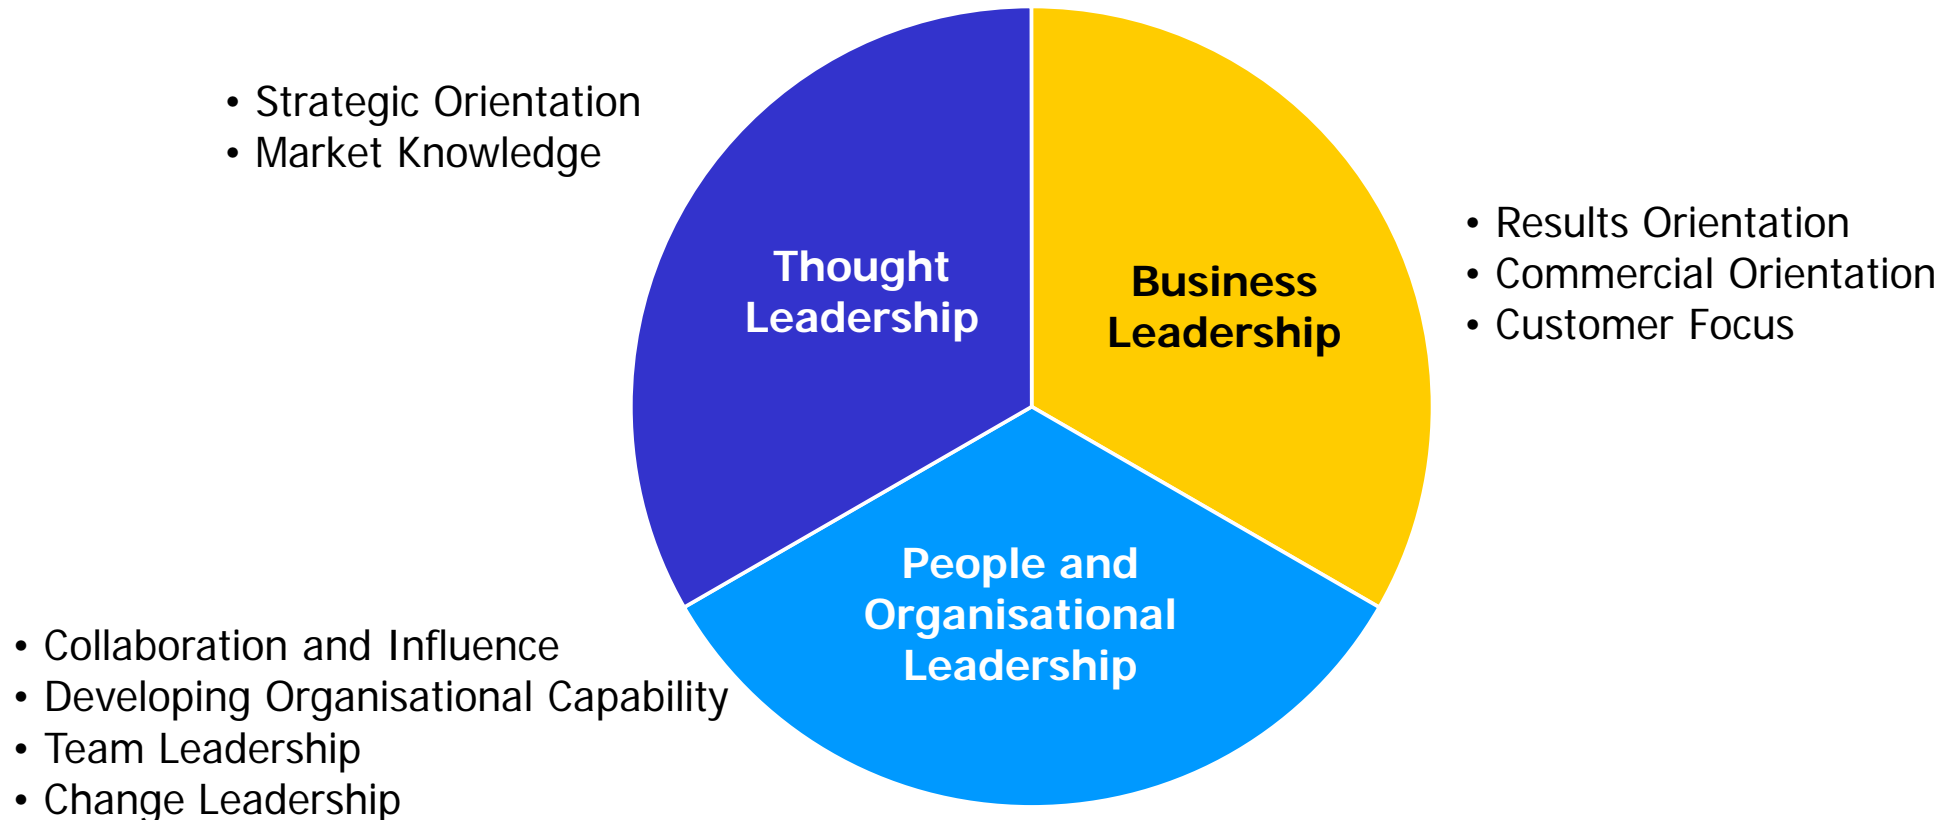 • Strategic Orientation
• Market Knowledge
Thought
Leadership
Business
Leadership
• Results Orientation
• Commercial Orientation
• Customer Focus
People and
Organisational
Leadership
• Collaboration and Influence
• Developing Organisational Capability
• Team Leadership
• Change Leadership